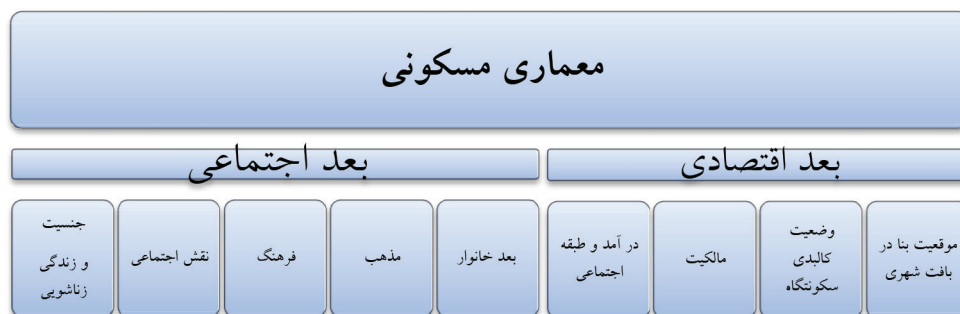 معماری مسکونی
بعد اقتصادی
بعد اجتماعی
موقعیت بنا در
بافت شهری
وضعیت
کالبدی
سکونتگاه
مالکیت
در آمد و طبقه
اجتماعی
بعد خانوار
مذهب
فرهنگ
نقش اجتماعی
جنسیت
و زندگی
زناشویی